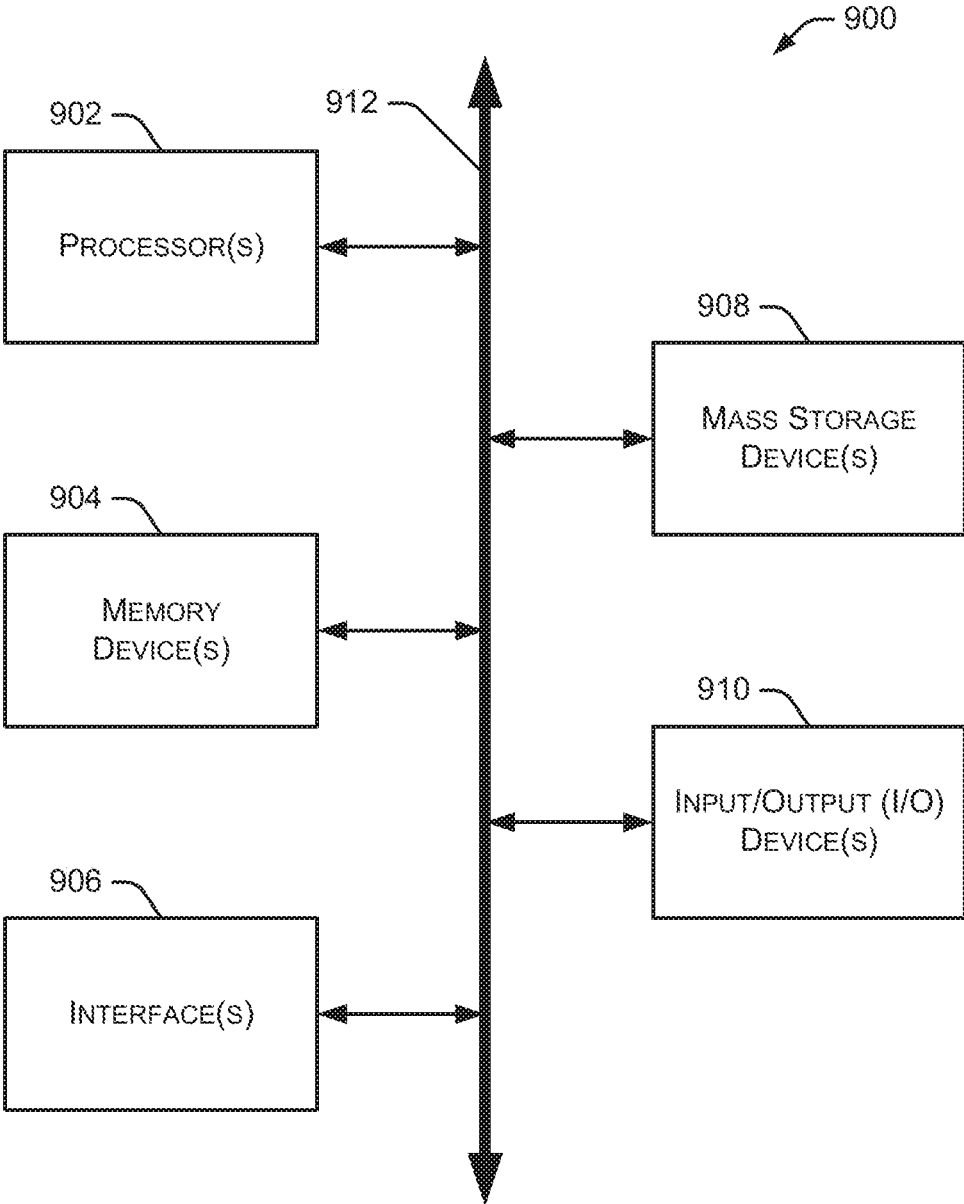 900
912
902
PROCESSOR(S)
908
MASS STORAGE
DEVICE(S)
904
MEMORY
DEVICE(S)
910
INPUT/OUTPUT (I/O)
DEVICE(S)
906
INTERFACE(S)